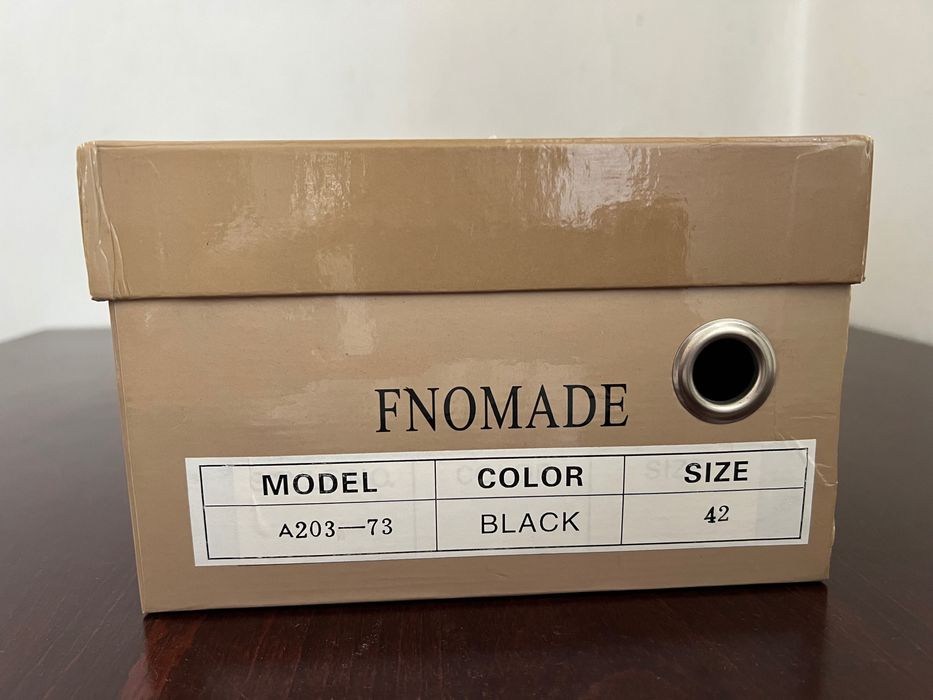 FNOMADE
MODEL COLOR SIZE
A203—73 BLACK 42